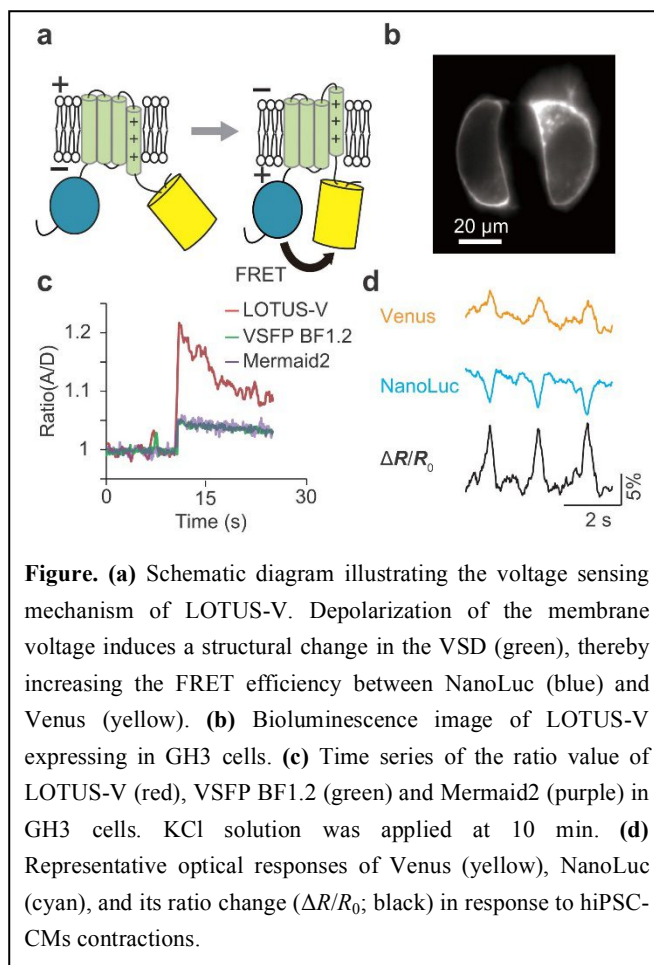 a
b
+
−
+
+
+
−
+
+
+
+
20 μm
FRET
c
d
LOTUS-V
VSFP BF1.2
Mermaid2
Ratio(A/D)
1.2
1.1
1
0
15
30
Time (s)
Venus
NanoLuc
ΔR/R0
5%
2 s
Figure. (a) Schematic diagram illustrating the voltage sensing
mechanism of LOTUS-V. Depolarization of the membrane
voltage induces a structural change in the VSD (green), thereby
increasing the FRET efficiency between NanoLuc (blue) and
Venus (yellow). (b) Bioluminescence image of LOTUS-V
expressing in GH3 cells. (c) Time series of the ratio value of
LOTUS-V (red), VSFP BF1.2 (green) and Mermaid2 (purple) in
GH3 cells. KCl solution was applied at 10 min. (d)
Representative optical responses of Venus (yellow), NanoLuc
(cyan), and its ratio change (ΔR/R0; black) in response to hiPSC-
CMs contractions.